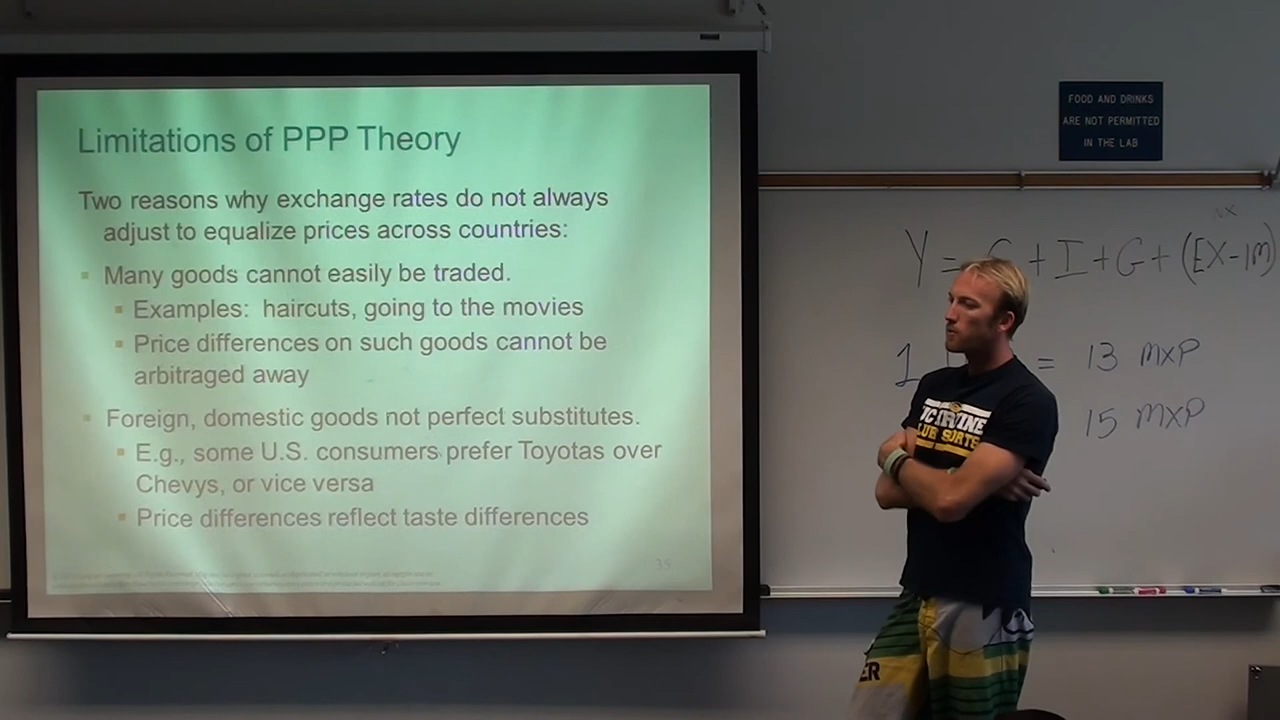 Limitations of PPP Theory
Two reasons why exchange rates do not always
adjust to equalize prices across countries:
Many goods cannot easily be traded.
Examples: haircuts, going to the movies
Price differences on such goods cannot be
arbitraged away
Foreign, domestic goods not perfect substitutes.
E.g., some U.S. consumers prefer Toyotas over
Chevys, or vice versa
Price differences reflect taste differences
35
FOOD AND DRINKS
ARE NOT PERMITTED
IN THE LAB
Y = C + I + G + (EX-IM)
1 = 13 MXP
15 MXP